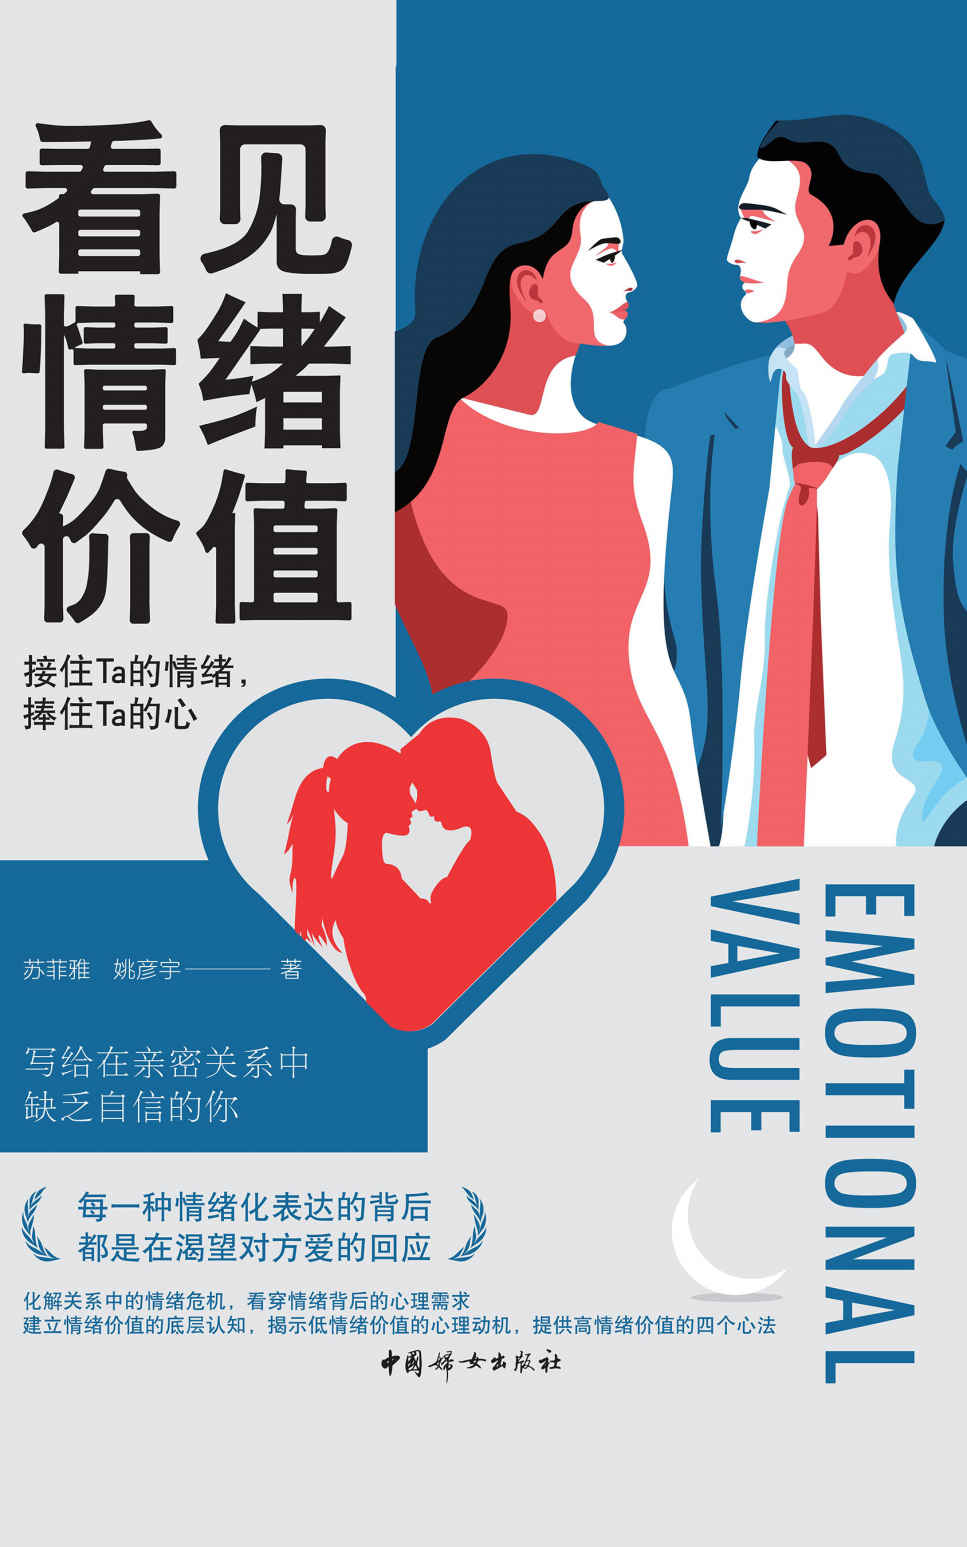 看见
情绪
价值
接住Ta的情绪，
捧住Ta的心
苏菲雅 姚彦宇——著
写给在亲密关系中
缺乏自信的你
EMOTIONAL
VALUE
每一种情绪化表达的背后
都是在渴望对方爱的回应
化解关系中的情绪危机，看穿情绪背后的心理需求
建立情绪价值的底层认知，揭示低情绪价值的心理动机，提供高情绪价值的四个心法
中國婦女出版社